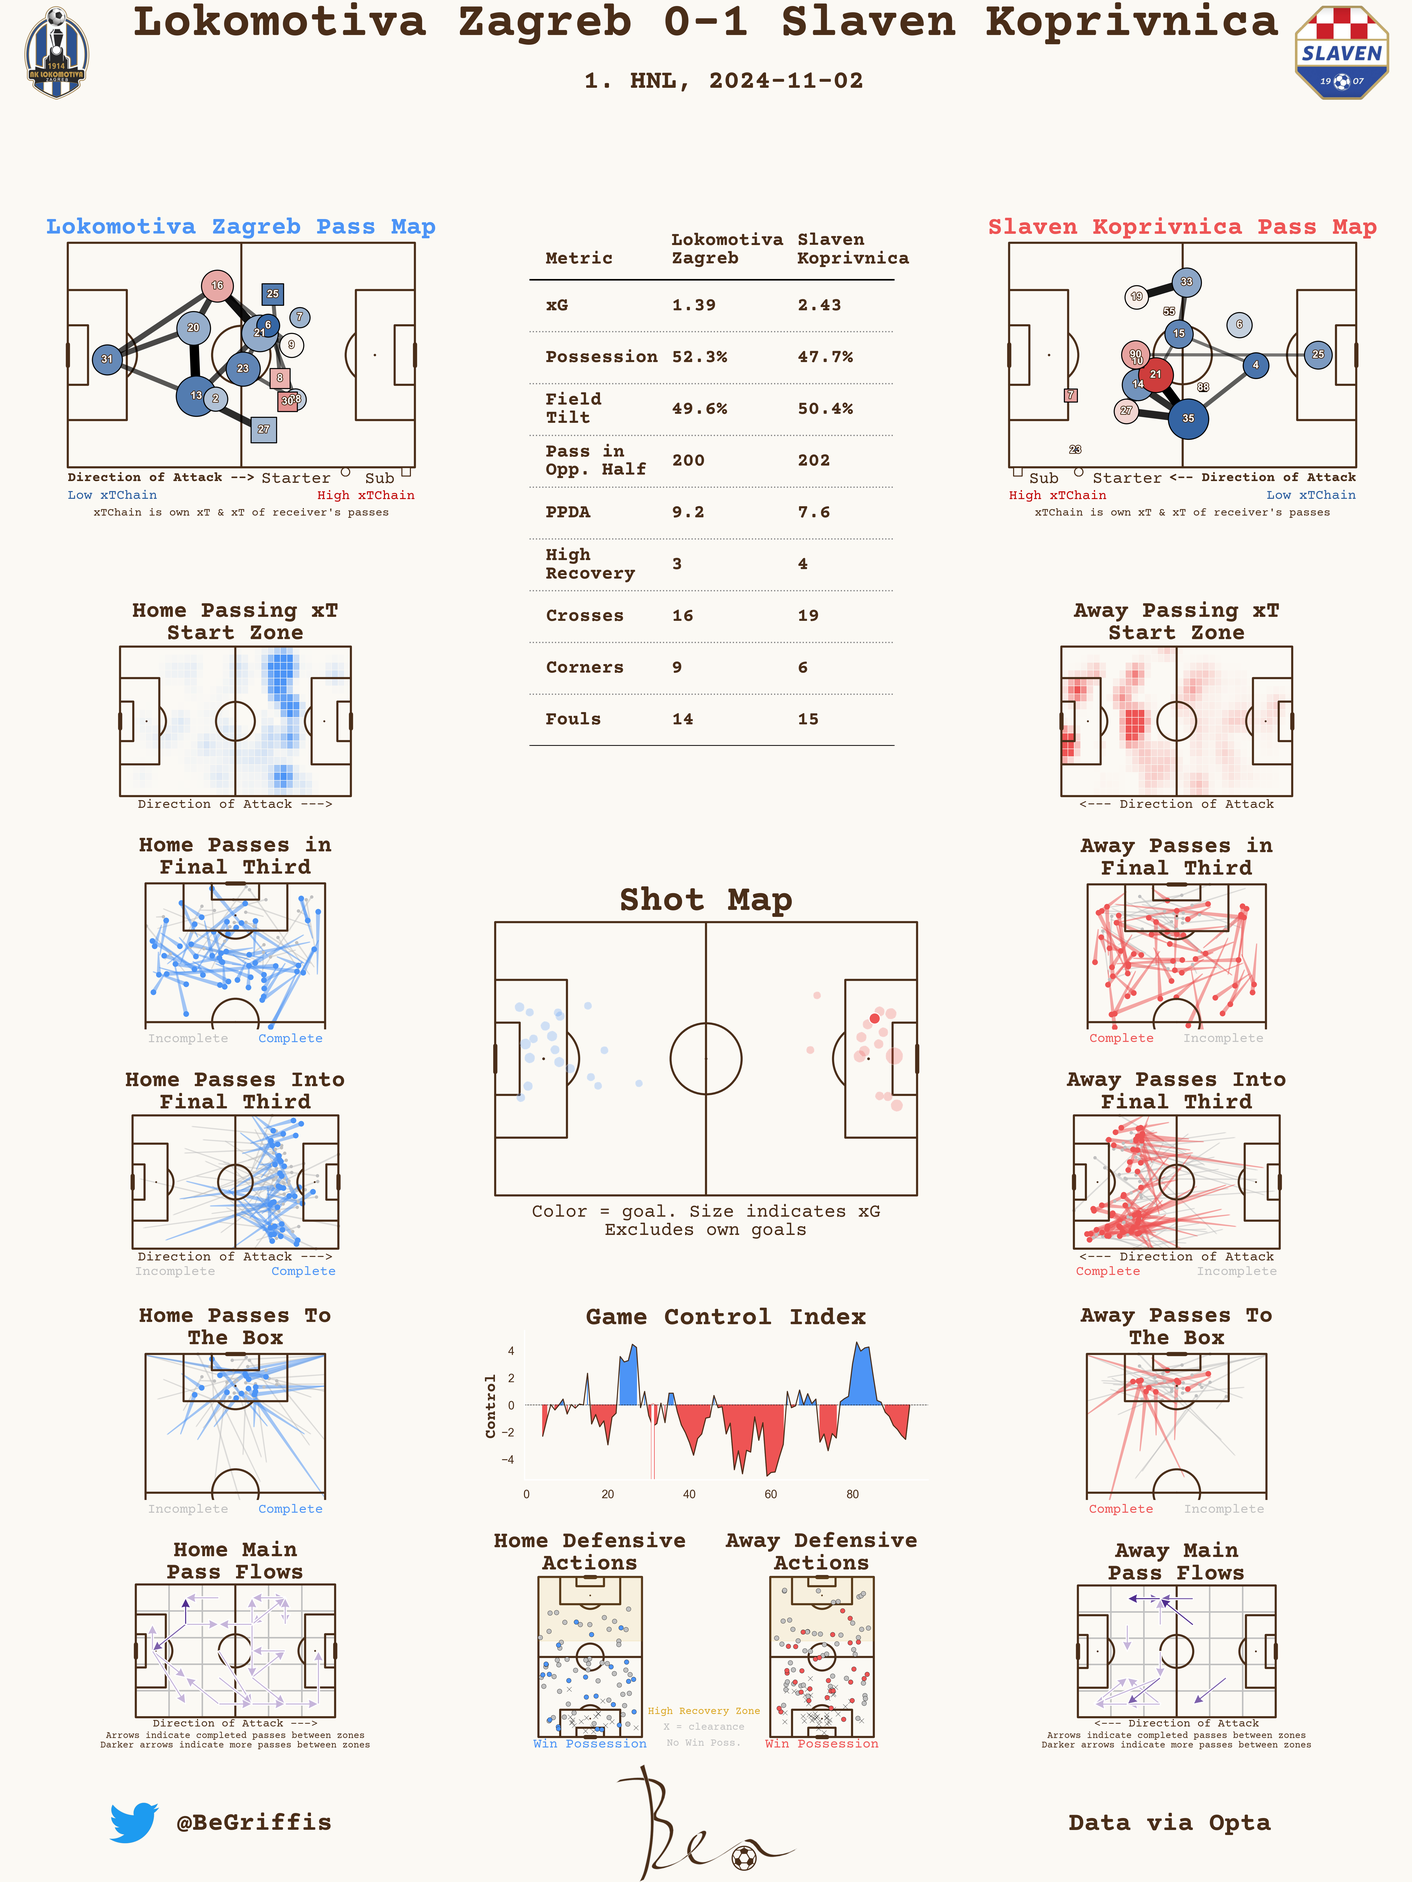 Lokomotiva Zagreb 0-1 Slaven Koprivnica
1. HNL, 2024-11-02
1914
NK LOKOMOTIVA
ZAGREB
SLAVEN
19 07
Lokomotiva Zagreb Pass Map
16
25
7
20
6
21
9
31
23
8
13
2
30
27
Direction of Attack --> Starter Sub
Low xTChain High xTChain
xTChain is own xT & xT of receiver's passes
Metric Lokomotiva Zagreb Slaven Koprivnica
xG 1.39 2.43
Possession 52.3% 47.7%
Field Tilt 49.6% 50.4%
Pass in Opp. Half 200 202
PPDA 9.2 7.6
High Recovery 3 4
Crosses 16 19
Corners 9 6
Fouls 14 15
Slaven Koprivnica Pass Map
33
19
55
6
15
90
10
25
4
21
14
88
7
27
35
23
Sub Starter <-- Direction of Attack
High xTChain Low xTChain
xTChain is own xT & xT of receiver's passes
Home Passing xT
Start Zone
Direction of Attack --->
Away Passing xT
Start Zone
<--- Direction of Attack
Home Passes in
Final Third
Incomplete Complete
Away Passes in
Final Third
Complete Incomplete
Shot Map
Color = goal. Size indicates xG
Excludes own goals
Home Passes Into
Final Third
Direction of Attack --->
Incomplete Complete
Away Passes Into
Final Third
<--- Direction of Attack
Complete Incomplete
Home Passes To
The Box
Incomplete Complete
Game Control Index
Control
4
2
0
−2
−4
0 20 40 60 80
Away Passes To
The Box
Complete Incomplete
Home Main
Pass Flows
Direction of Attack --->
Arrows indicate completed passes between zones
Darker arrows indicate more passes between zones
Home Defensive
Actions
Win Possession
Away Defensive
Actions
Win Possession
High Recovery Zone
X = clearance
No Win Poss.
Away Main
Pass Flows
<--- Direction of Attack
Arrows indicate completed passes between zones
Darker arrows indicate more passes between zones
@BeGriffis
Ben
Data via Opta